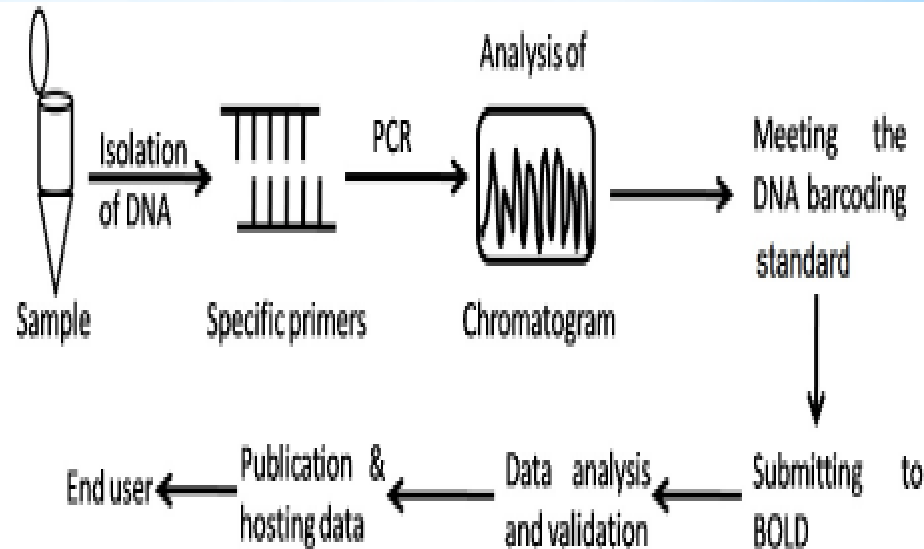 Sample
Isolation
of DNA
Specific primers
PCR
Analysis of
Chromatogram
Meeting the
DNA barcoding
standard
Submitting to
BOLD
Data analysis
and validation
Publication &
hosting data
End user